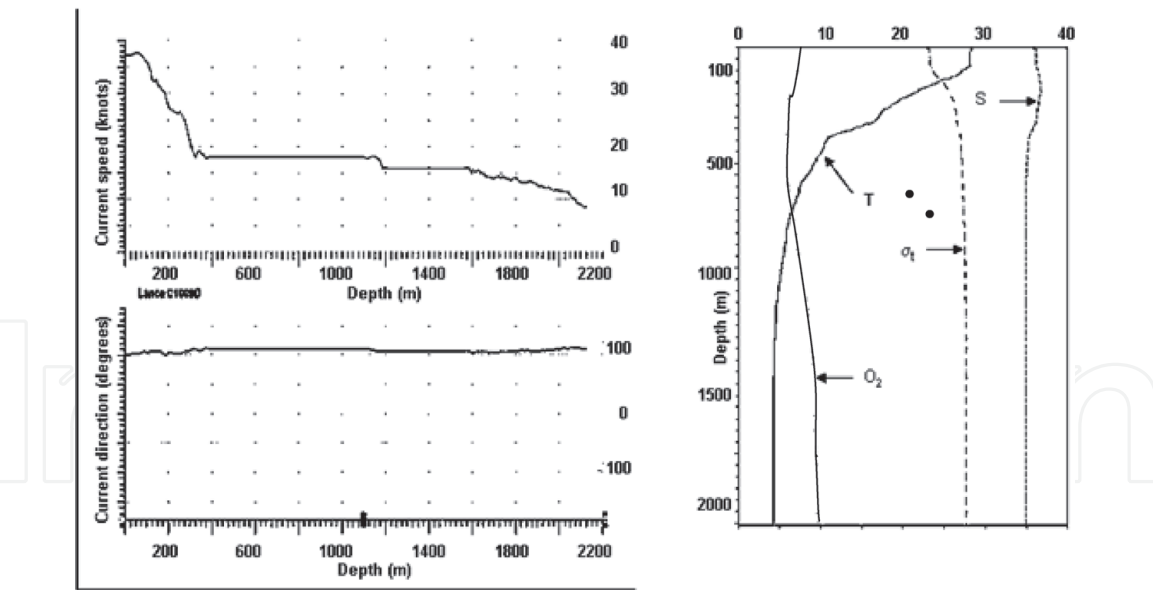 40
30
20
10
0
Current speed (knots)
200 600 1000 1400 1800 2200
Depth (m)
100
0
-100
Current direction (degrees)
200 600 1000 1400 1800 2200
Depth (m)
0 10 20 30 40
100
500
1000
1500
2000
Depth (m)
S
T
σt
O2